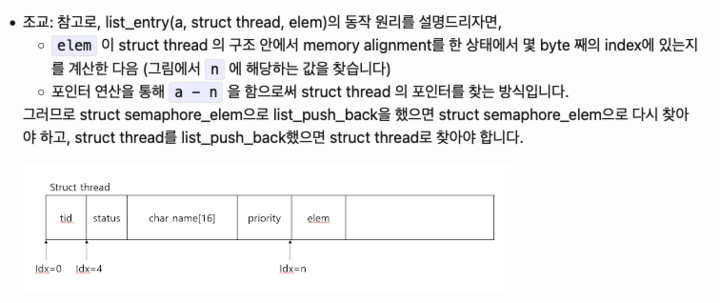 • 조교: 참고로, list_entry(a, struct thread, elem)의 동작 원리를 설명드리자면,
◦ elem 이 struct thread 의 구조 안에서 memory alignment를 한 상태에서 몇 byte 째의 index에 있는지
를 계산한 다음 (그림에서 n 에 해당하는 값을 찾습니다)
◦ 포인터 연산을 통해 a - n 을 함으로써 struct thread 의 포인터를 찾는 방식입니다.
그러므로 struct semaphore_elem으로 list_push_back을 했으면 struct semaphore_elem으로 다시 찾아
야 하고, struct thread를 list_push_back했으면 struct thread로 찾아야 합니다.
Struct thread
tid status char name[16] priority elem
Idx=0 Idx=4 Idx=n